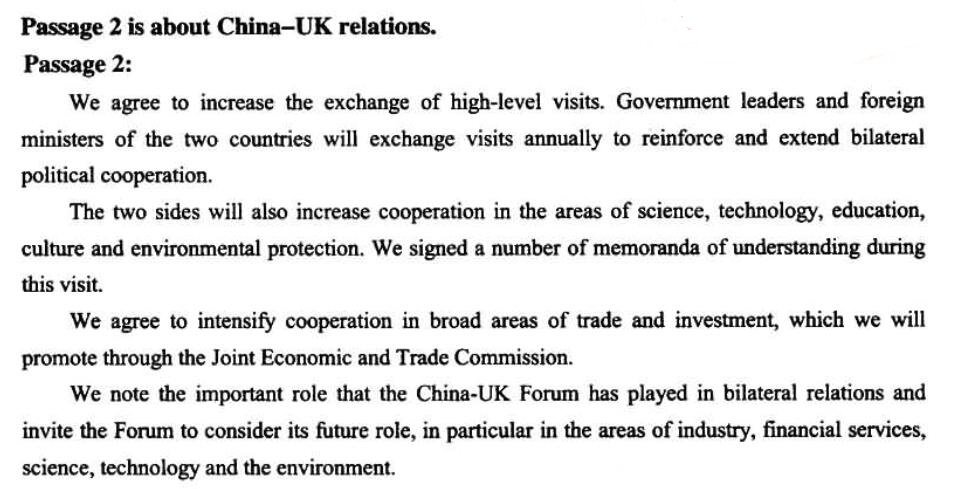 Passage 2 is about China–UK relations.
Passage 2:
We agree to increase the exchange of high-level visits. Government leaders and foreign
ministers of the two countries will exchange visits annually to reinforce and extend bilateral
political cooperation.
The two sides will also increase cooperation in the areas of science, technology, education,
culture and environmental protection. We signed a number of memoranda of understanding during
this visit.
We agree to intensify cooperation in broad areas of trade and investment, which we will
promote through the Joint Economic and Trade Commission.
We note the important role that the China-UK Forum has played in bilateral relations and
invite the Forum to consider its future role, in particular in the areas of industry, financial services,
science, technology and the environment.